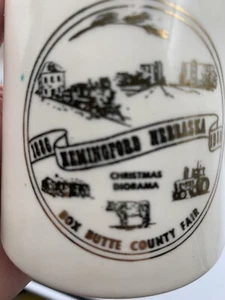 1886 HEMINGFORD NEBRASKA
CHRISTMAS
DIORAMA
BOX BUTTE COUNTY FAIR